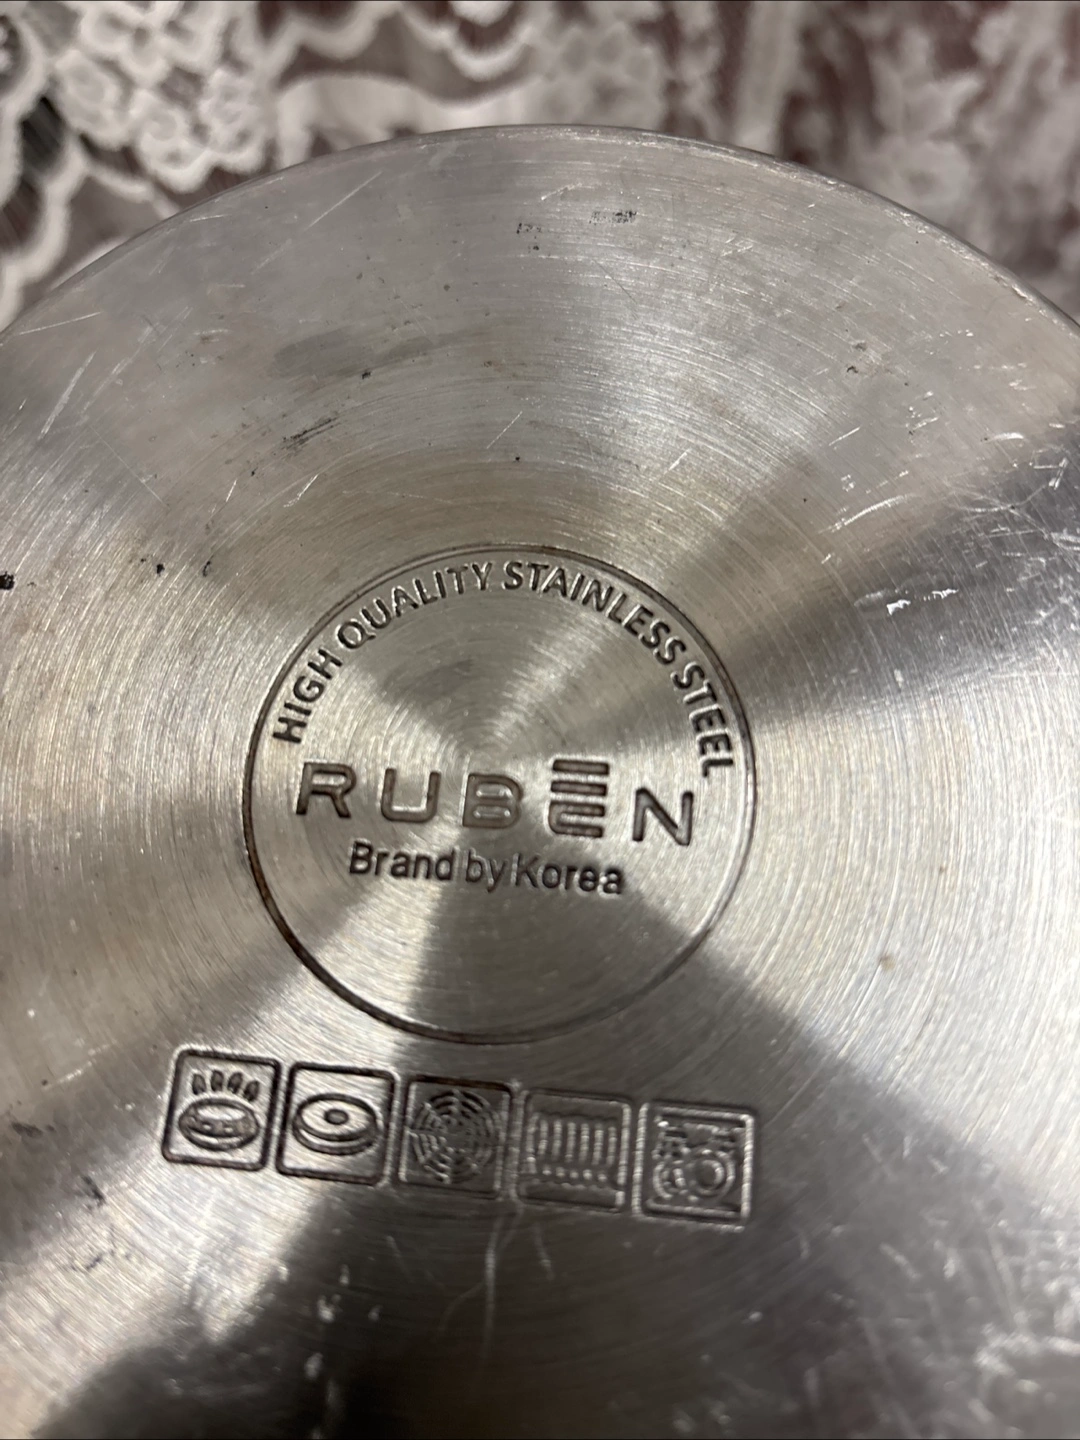 HIGH QUALITY STAINLESS STEEL
RUBEN
Brand by Korea